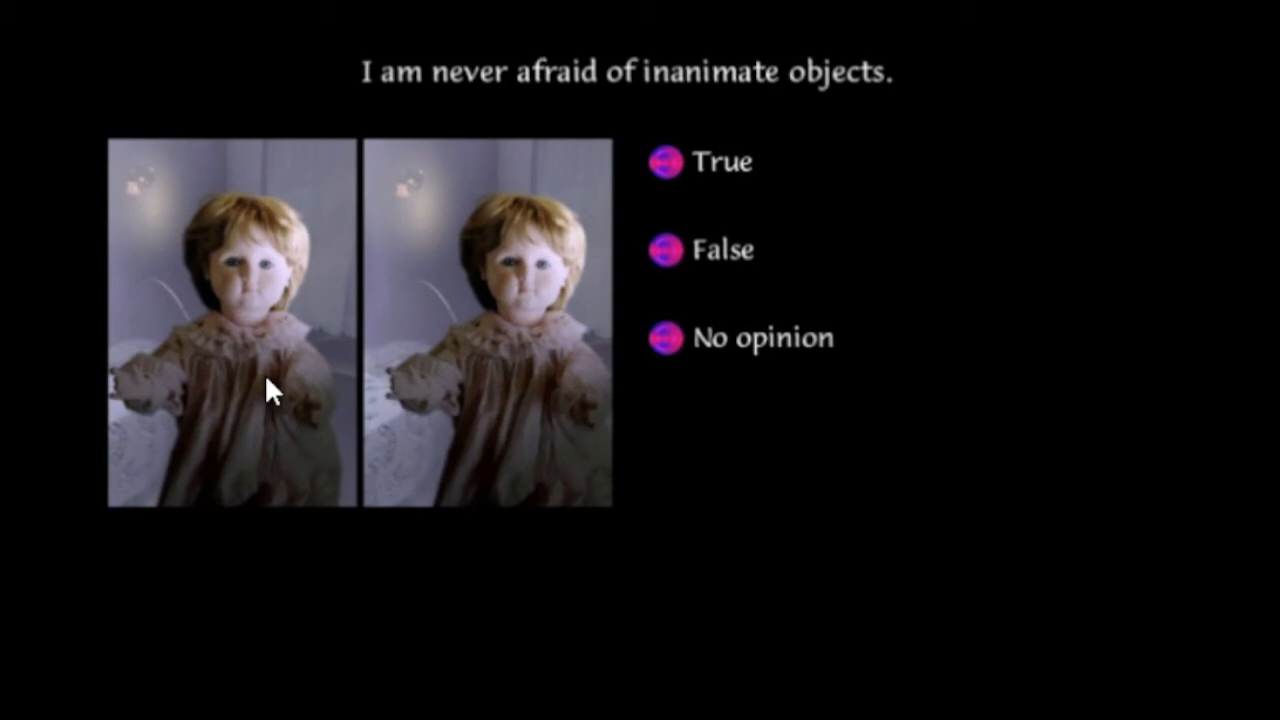 I am never afraid of inanimate objects.
True
False
No opinion